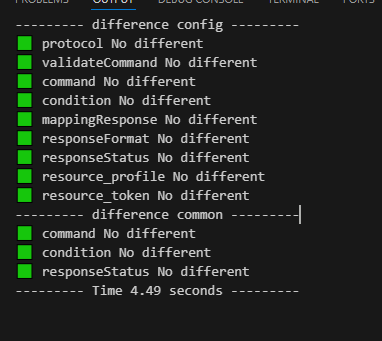 PROBLEMS OUTPUT DEBUG CONSOLE TERMINAL PORTS
--------- difference config ---------
protocol No different
validateCommand No different
command No different
condition No different
mappingResponse No different
responseFormat No different
responseStatus No different
resource_profile No different
resource_token No different
--------- difference common ---------
command No different
condition No different
responseStatus No different
--------- Time 4.49 seconds ---------